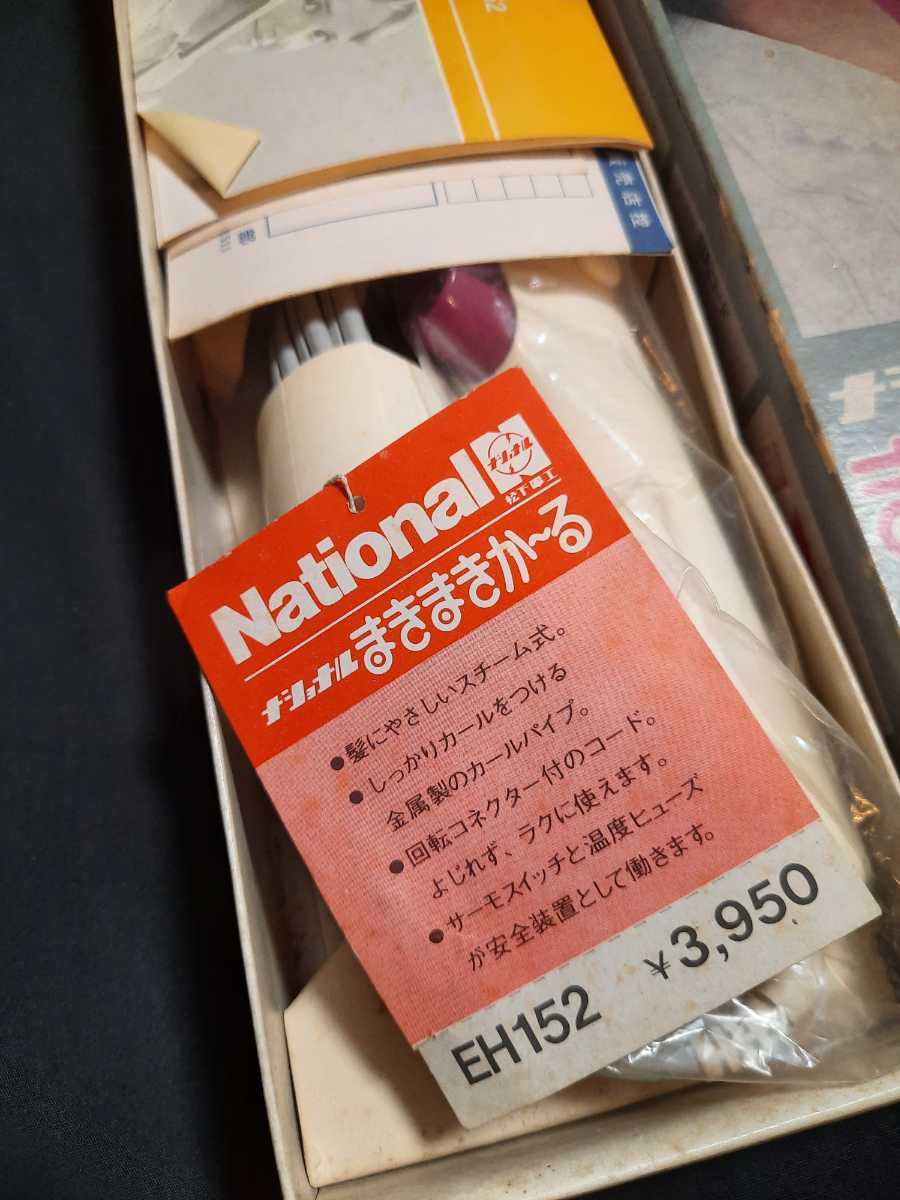 2
National
ナショナル
松下電工
ナショナル まきまきか〜る
●髪にやさしいスチーム式。
●しっかりカールをつける
金属製のカールパイプ。
●回転コネクター付のコード。
よじれず、ラクに使えます。
●サーモスイッチと温度ヒューズ
が安全装置として働きます。
EH152 ¥3,950